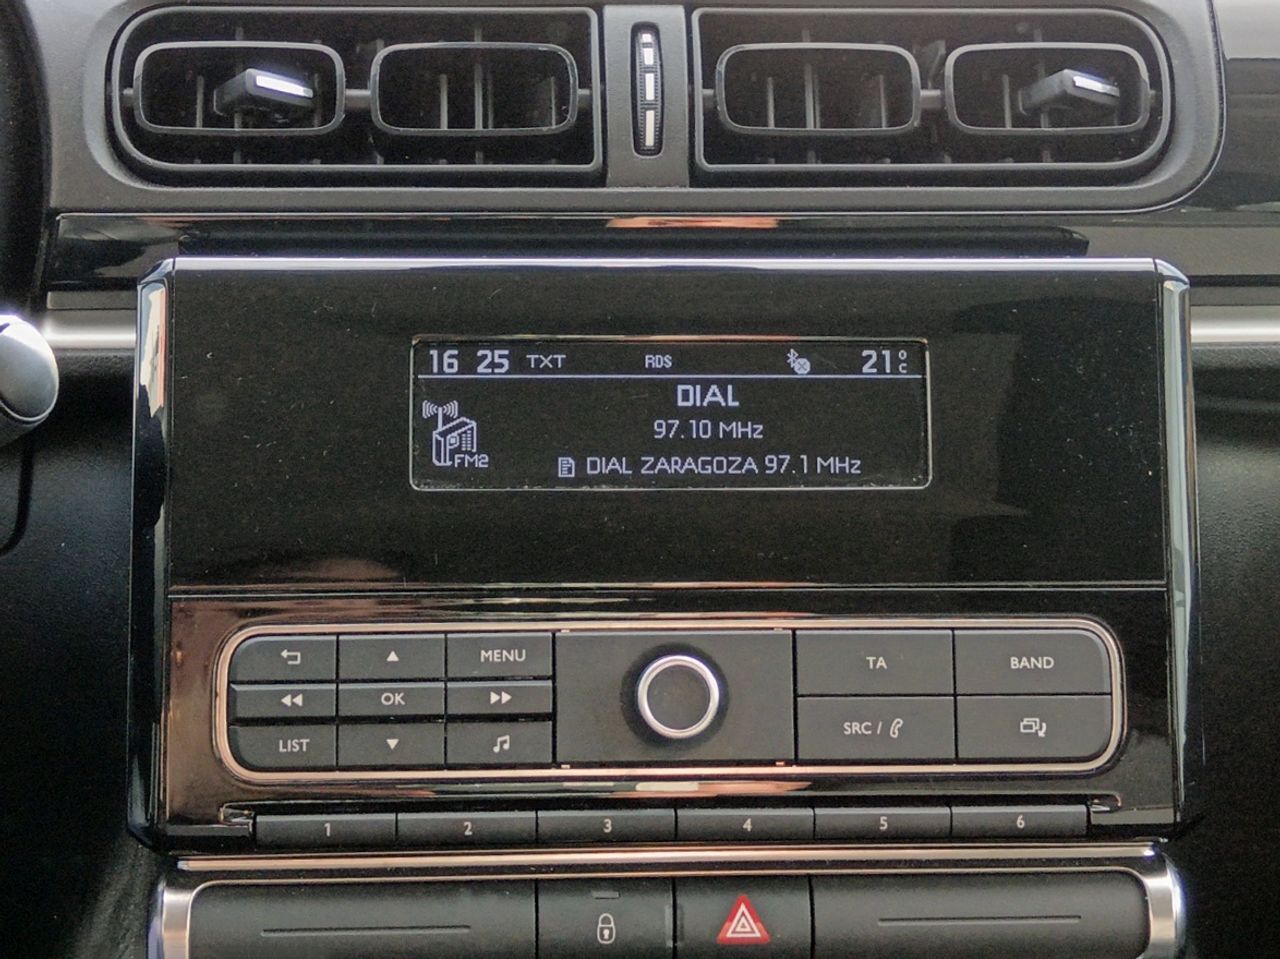 16 25 TXT RDS 21°C
DIAL
97.10 MHz
FM2
DIAL ZARAGOZA 97.1 MHz
MENU
TA
BAND
OK
SRC /
LIST
1 2 3 4 5 6